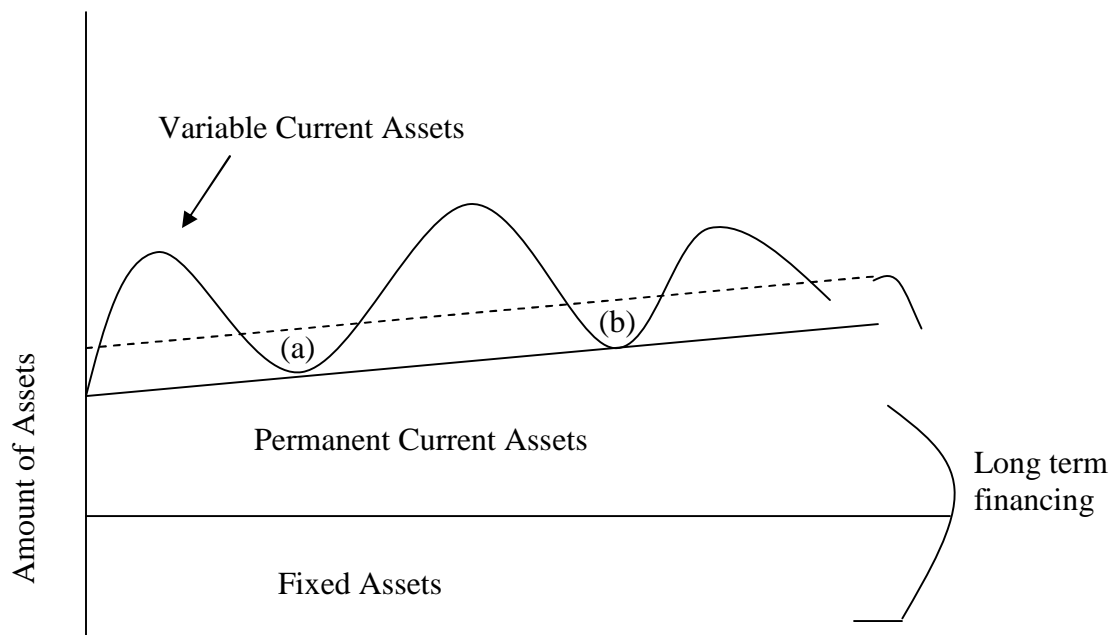 Variable Current Assets
(b)
(a)
Amount of Assets
Permanent Current Assets
Long term
financing
Fixed Assets